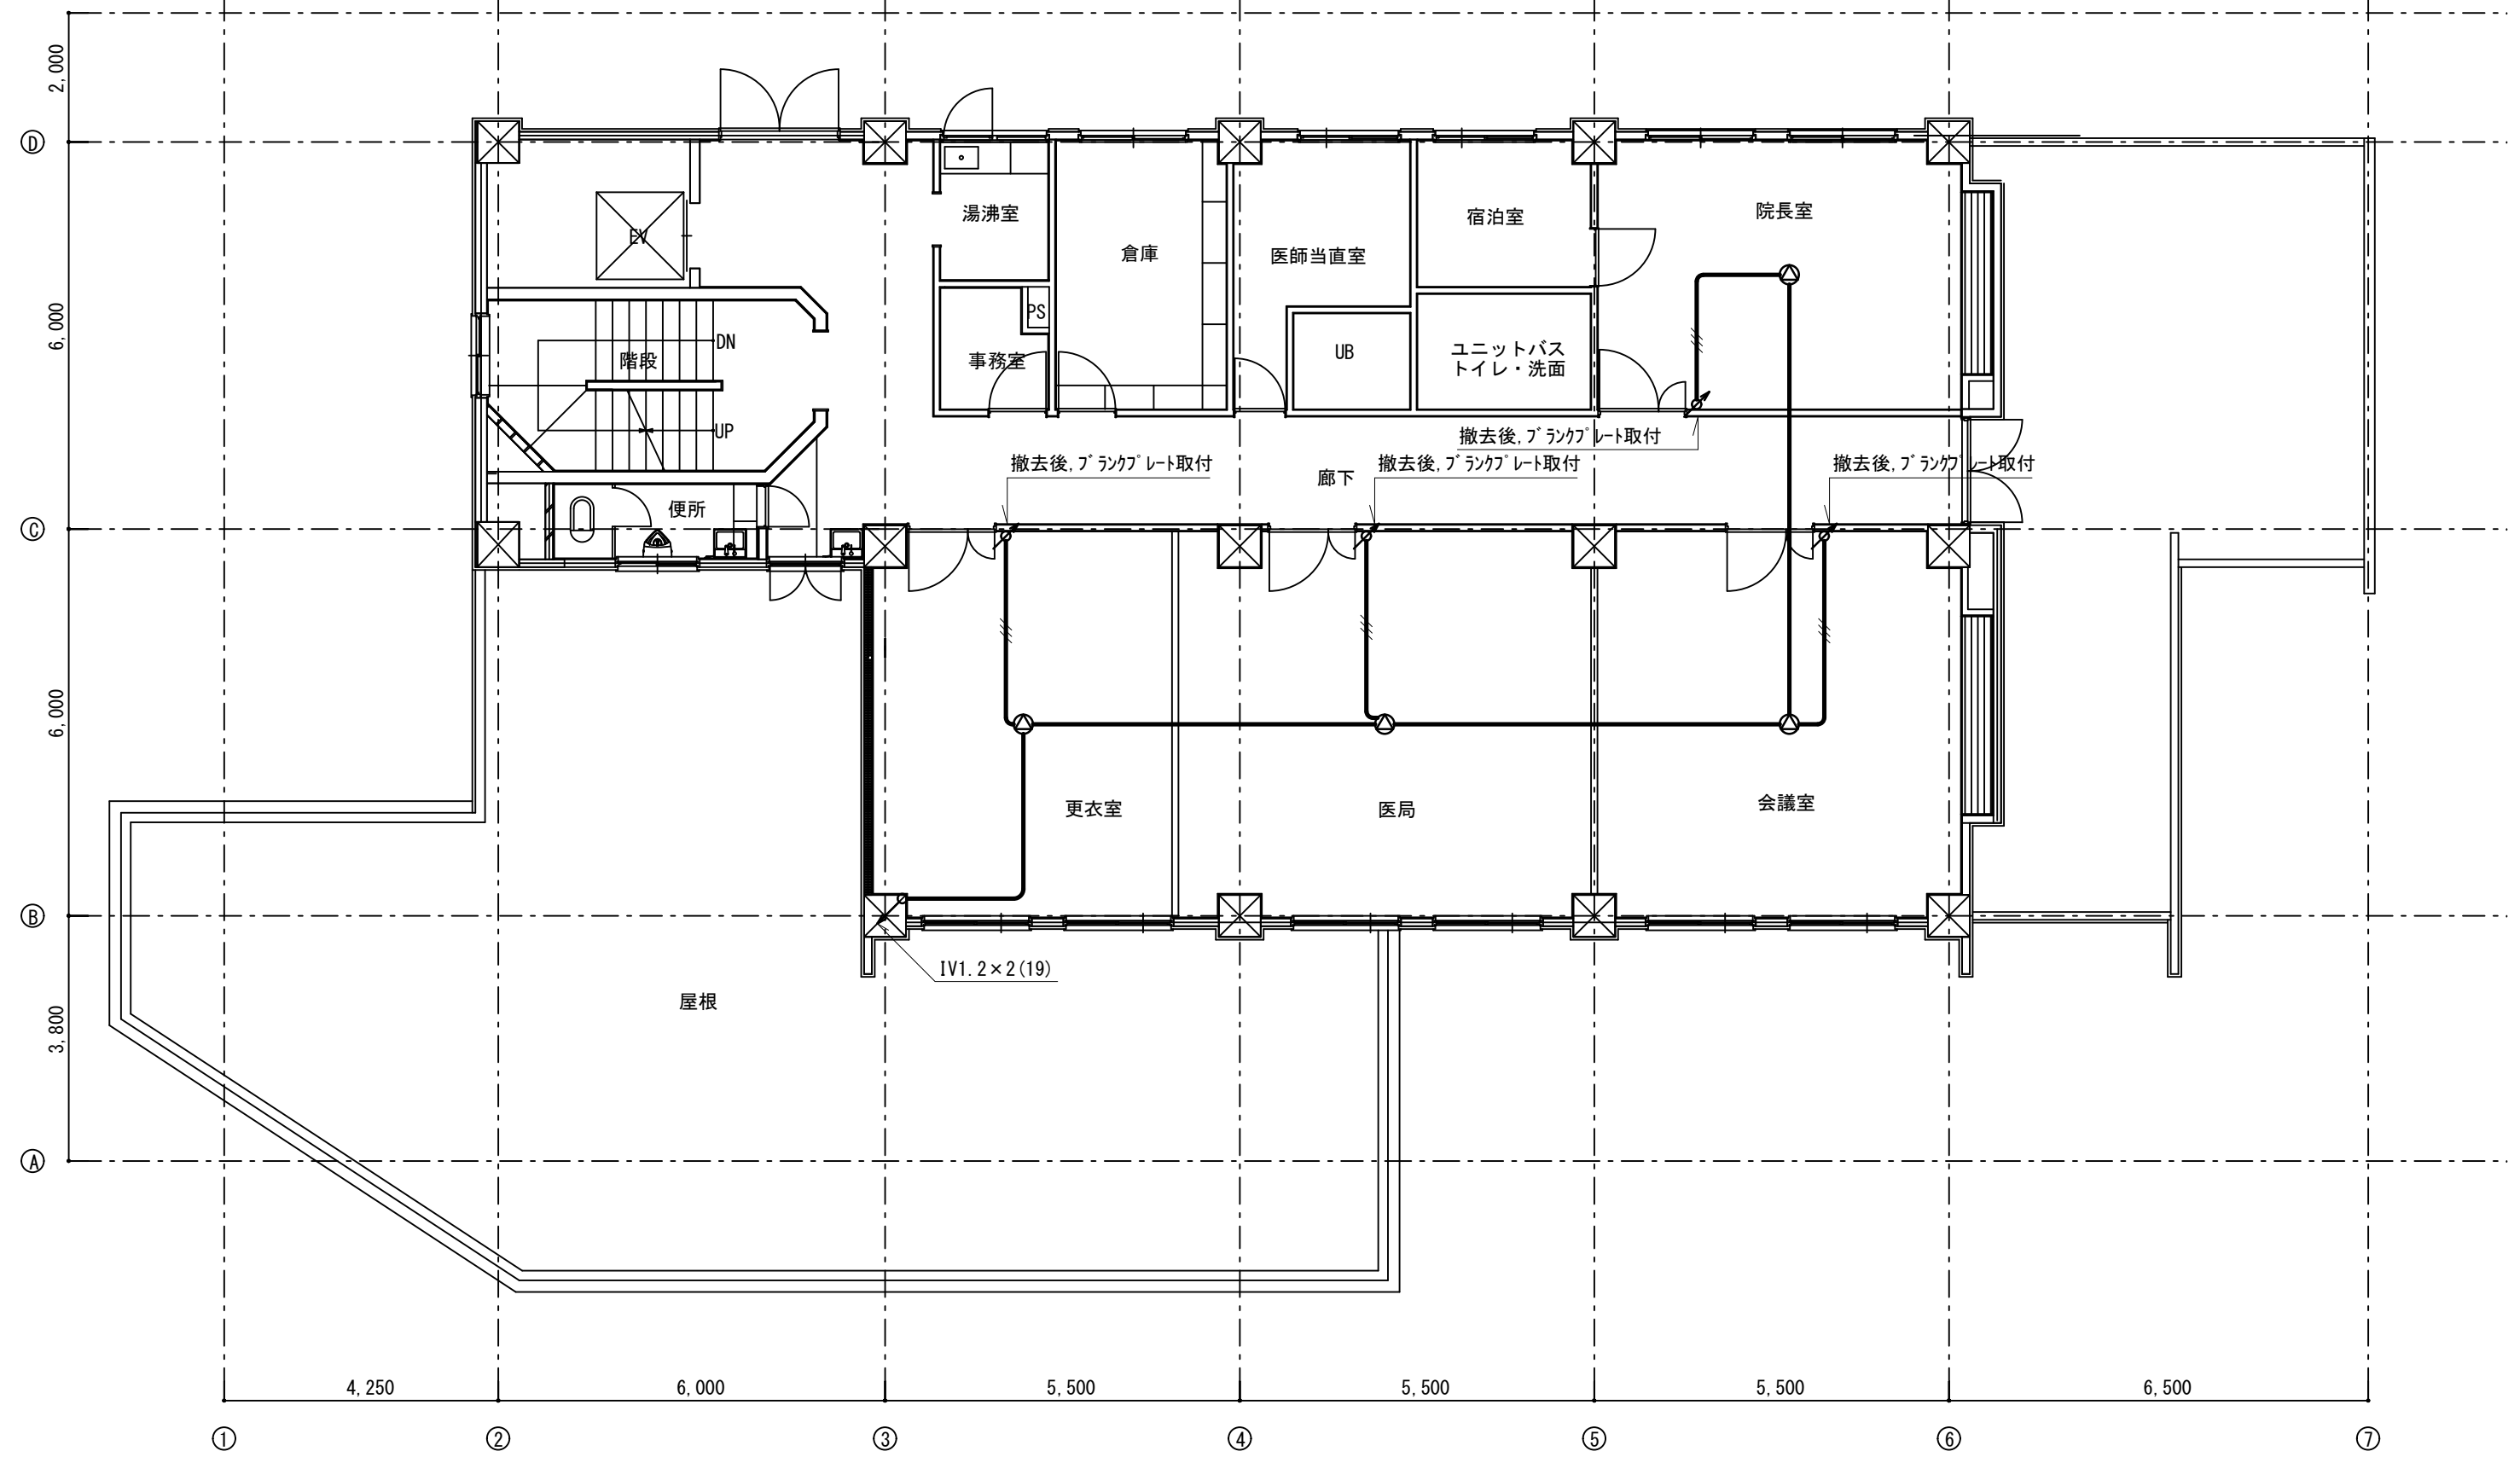 2,000
D
湯沸室
宿泊室
院長室
EV
倉庫
医師当直室
6,000
PS
DN
階段
事務室
UB
ユニットバス
トイレ・洗面
UP
撤去後,ﾌﾞﾗﾝｸﾌﾟﾚｰﾄ取付
撤去後,ﾌﾞﾗﾝｸﾌﾟﾚｰﾄ取付
撤去後,ﾌﾞﾗﾝｸﾌﾟﾚｰﾄ取付
撤去後,ﾌﾞﾗﾝｸﾌﾟﾚｰﾄ取付
廊下
便所
C
6,000
更衣室
医局
会議室
B
IV1.2×2(19)
屋根
3,800
A
4,250
6,000
5,500
5,500
5,500
6,500
1
2
3
4
5
6
7